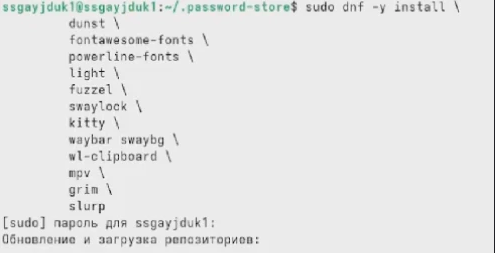 ssgayjduk1@ssgayjduk1:~/.password-store$ sudo dnf -y install \
dunst \
fontawesome-fonts \
powerline-fonts \
light \
fuzzel \
swaylock \
kitty \
waybar swaybg \
wl-clipboard \
mpv \
grim \
slurp
[sudo] пароль для ssgayjduk1:
Обновление и загрузка репозиториев: